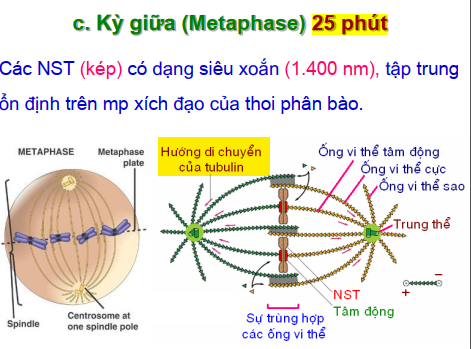 c. Kỳ giữa (Metaphase) 25 phút
Các NST (kép) có dạng siêu xoắn (1.400 nm), tập trung
ổn định trên mp xích đạo của thoi phân bào.
METAPHASE
Metaphase
plate
Spindle
Centrosome at
one spindle pole
Hướng di chuyển
của tubulin
Ống vi thể tâm động
Ống vi thể cực
Ống vi thể sao
Trung thể
NST
Tâm động
Sự trùng hợp
các ống vi thể
+
−